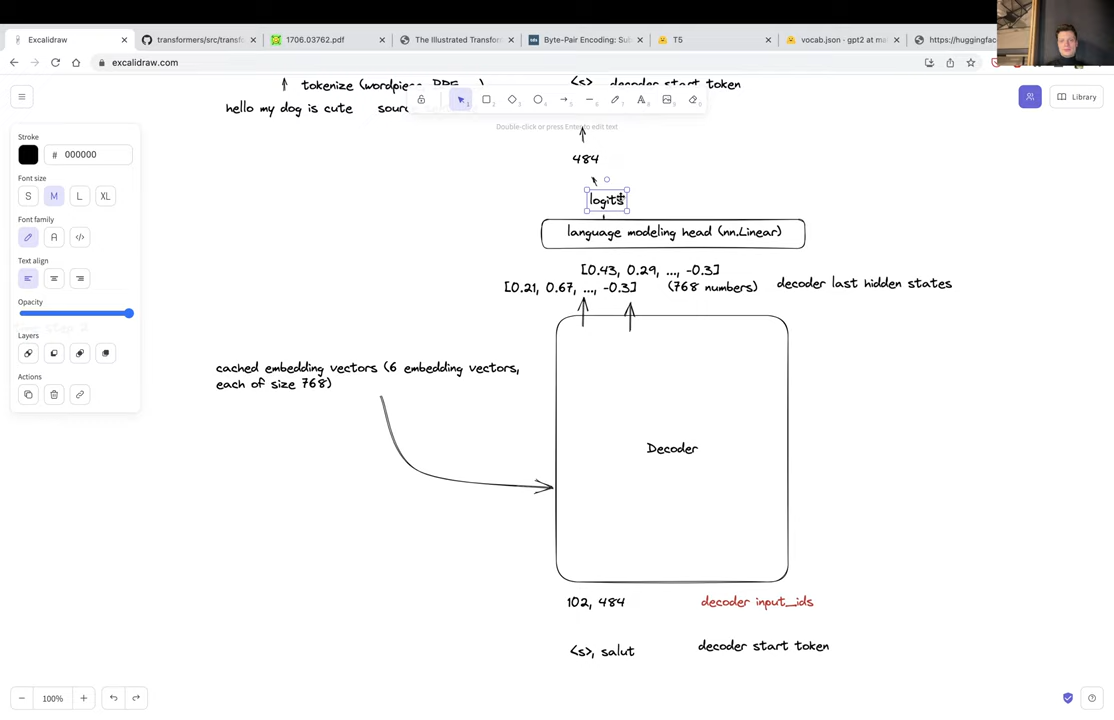 Excalidraw
transformers/src/transf
1706.03762.pdf
The Illustrated Transfor
Byte-Pair Encoding: Sub
T5
vocab.json · gpt2 at ma
https://huggingfac
excalidraw.com
tokenize (wordpiece, BPE, ...)
<s> decoder start token
hello my dog is cute
Library
Double-click or press Enter to edit text
Stroke
# 000000
Font size
S M L XL
Font family
A </>
Text align
Opacity
Layers
Actions
484
logits
language modeling head (nn.Linear)
[0.43, 0.29, ..., -0.3]
[0.21, 0.67, ..., -0.3] (768 numbers)
decoder last hidden states
cached embedding vectors (6 embedding vectors,
each of size 768)
Decoder
102, 484
decoder input_ids
<s>, salut
decoder start token
100%